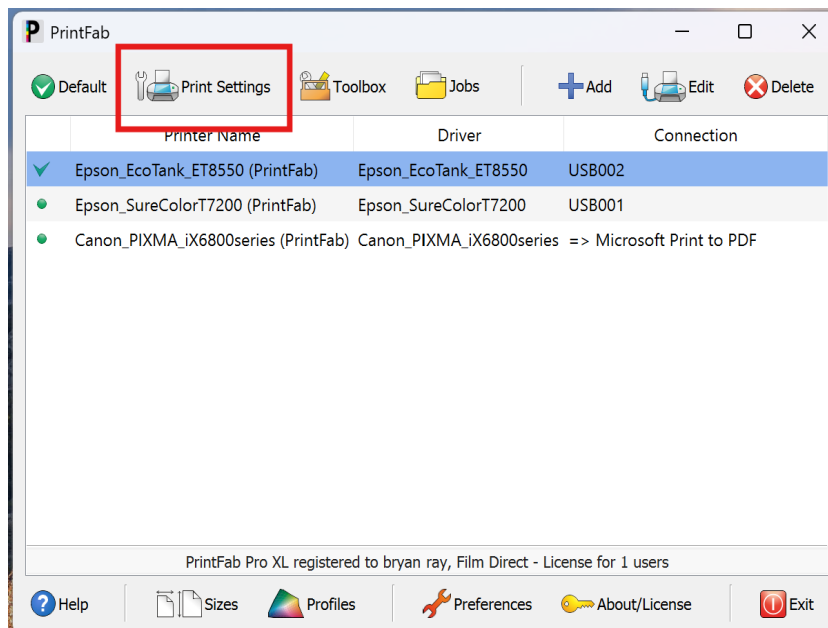 PrintFab
Default Print Settings Toolbox Jobs Add Edit Delete
Printer Name Driver Connection
Epson_EcoTank_ET8550 (PrintFab) Epson_EcoTank_ET8550 USB002
Epson_SureColorT7200 (PrintFab) Epson_SureColorT7200 USB001
Canon_PIXMA_iX6800series (PrintFab) Canon_PIXMA_iX6800series => Microsoft Print to PDF
PrintFab Pro XL registered to bryan ray, Film Direct - License for 1 users
Help Sizes Profiles Preferences About/License Exit